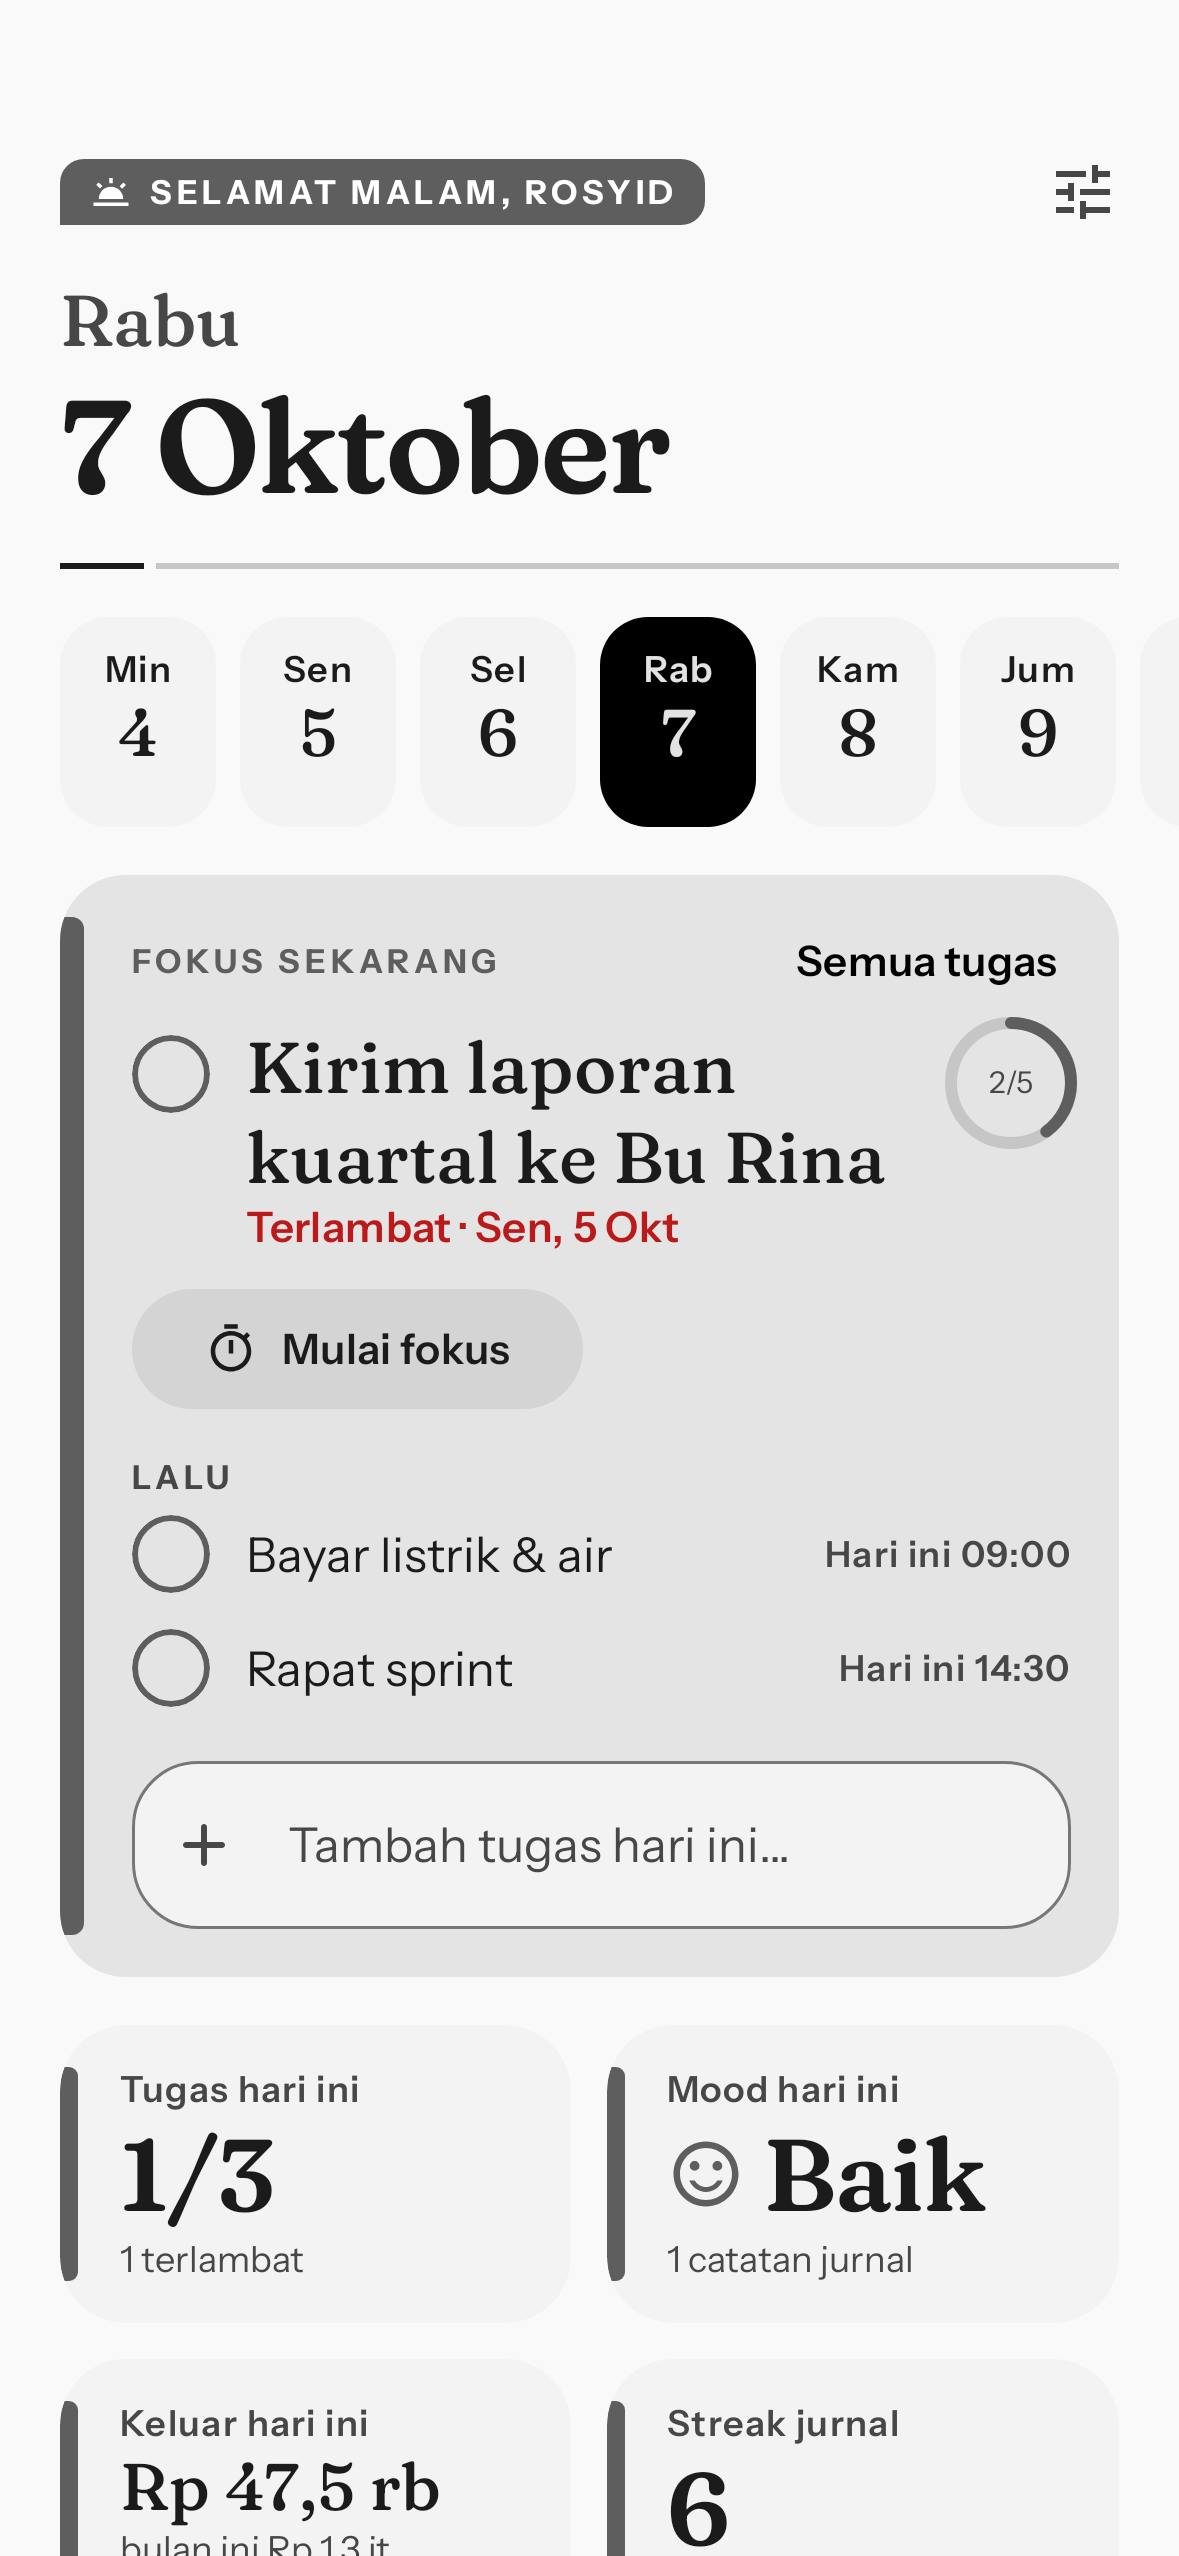 SELAMAT MALAM, ROSYID
Rabu
7 Oktober
Min
4
Sen
5
Sel
6
Rab
7
Kam
8
Jum
9
FOKUS SEKARANG
Semua tugas
Kirim laporan
kuartal ke Bu Rina
2/5
Terlambat · Sen, 5 Okt
Mulai fokus
LALU
Bayar listrik & air
Hari ini 09:00
Rapat sprint
Hari ini 14:30
Tambah tugas hari ini...
Tugas hari ini
1/3
1 terlambat
Mood hari ini
Baik
1 catatan jurnal
Keluar hari ini
Rp 47,5 rb
Streak jurnal
6
bulan ini Rp